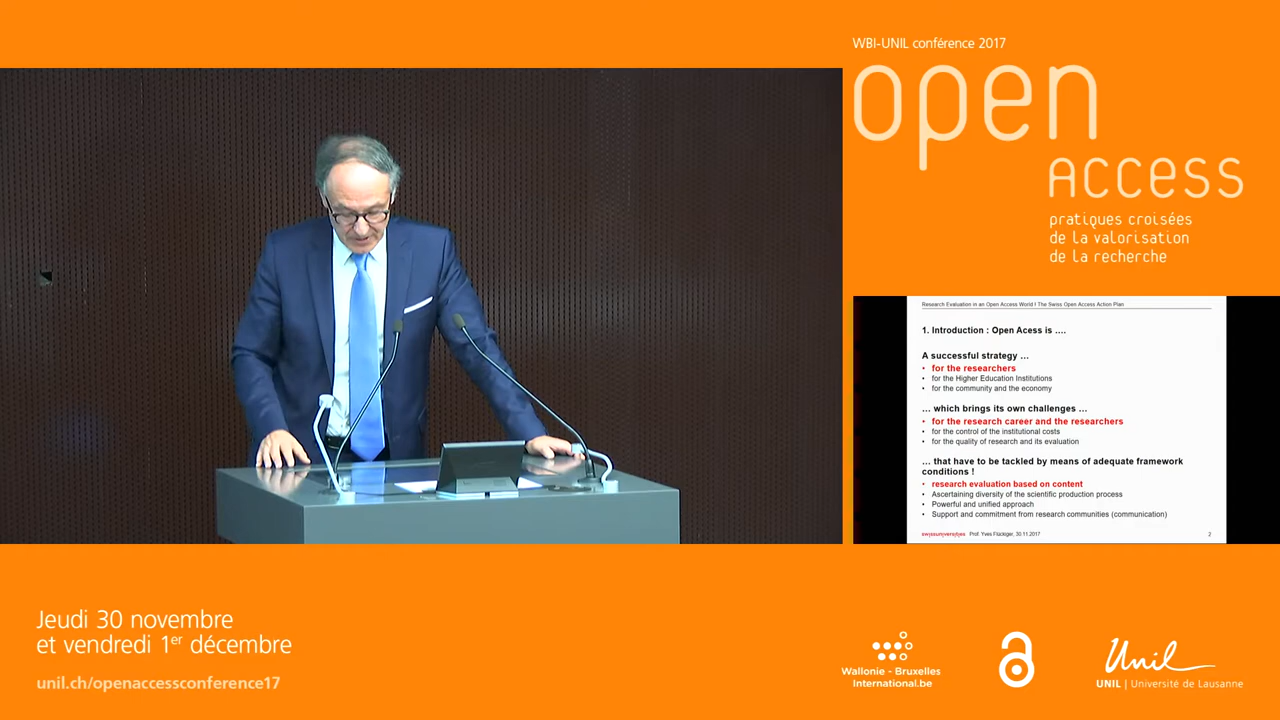 WBI-UNIL conférence 2017
open
access
pratiques croisées
de la valorisation
de la recherche
Research Evaluation in an Open Access World / The Swiss Open Access Action Plan
1. Introduction : Open Acess is ....
A successful strategy ...
• for the researchers
• for the Higher Education Institutions
• for the community and the economy
... which brings its own challenges ...
• for the research career and the researchers
• for the control of the institutional costs
• for the quality of research and its evaluation
... that have to be tackled by means of adequate framework
conditions !
• research evaluation based on content
• Ascertaining diversity of the scientific production process
• Powerful and unified approach
• Support and commitment from research communities (communication)
swissuniversities Prof. Yves Flückiger, 30.11.2017 2
Jeudi 30 novembre
et vendredi 1er décembre
unil.ch/openaccessconference17
Wallonie - Bruxelles
International.be
Unil
UNIL | Université de Lausanne